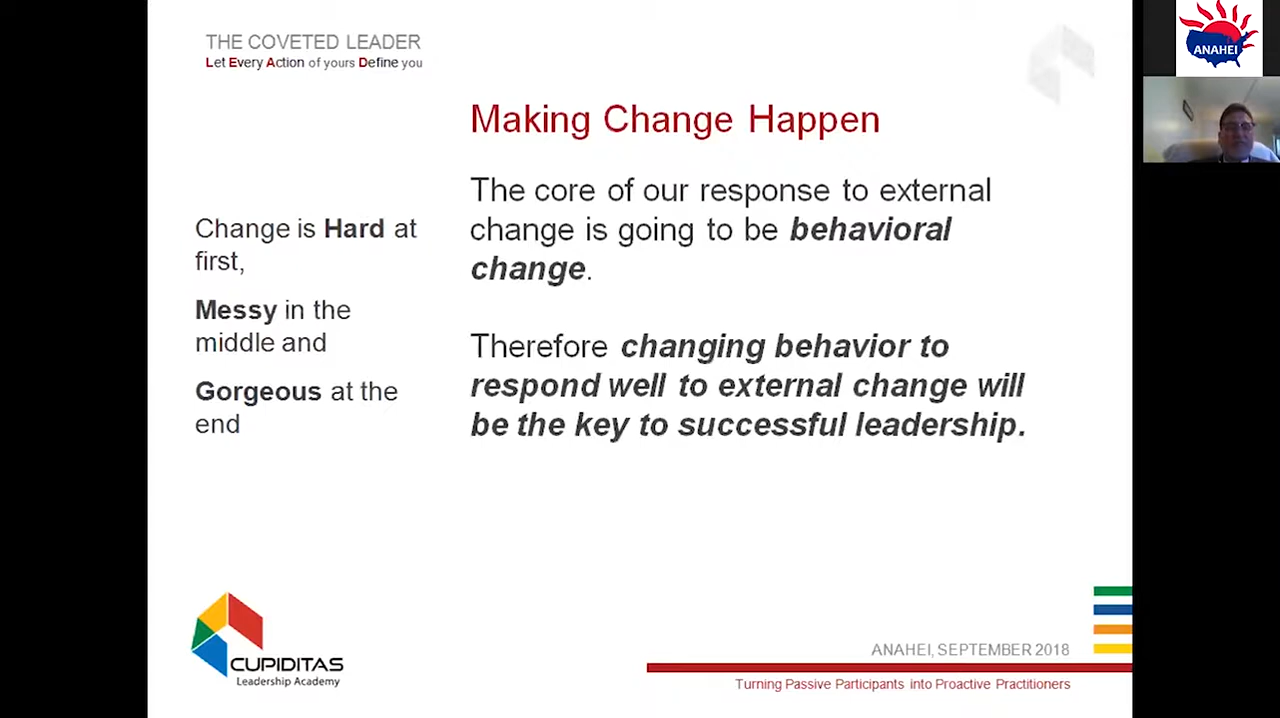 THE COVETED LEADER
Let Every Action of yours Define you
Making Change Happen
Change is Hard at
first,
Messy in the
middle and
Gorgeous at the
end
The core of our response to external
change is going to be behavioral
change.
Therefore changing behavior to
respond well to external change will
be the key to successful leadership.
CUPIDITAS
Leadership Academy
ANAHEI, SEPTEMBER 2018
Turning Passive Participants into Proactive Practitioners
ANAHEI